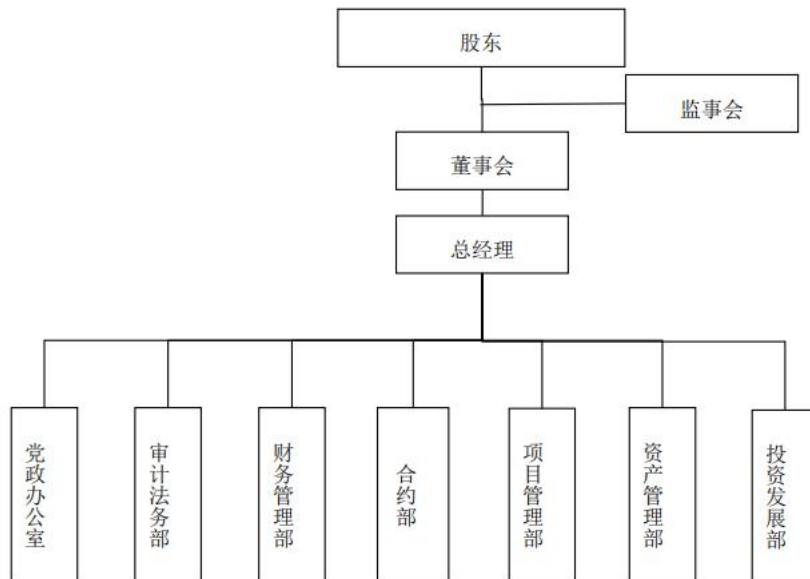 股东
监事会
董事会
总经理
党政办公室
审计法务部
财务管理部
合约部
项目管理部
资产管理部
投资发展部